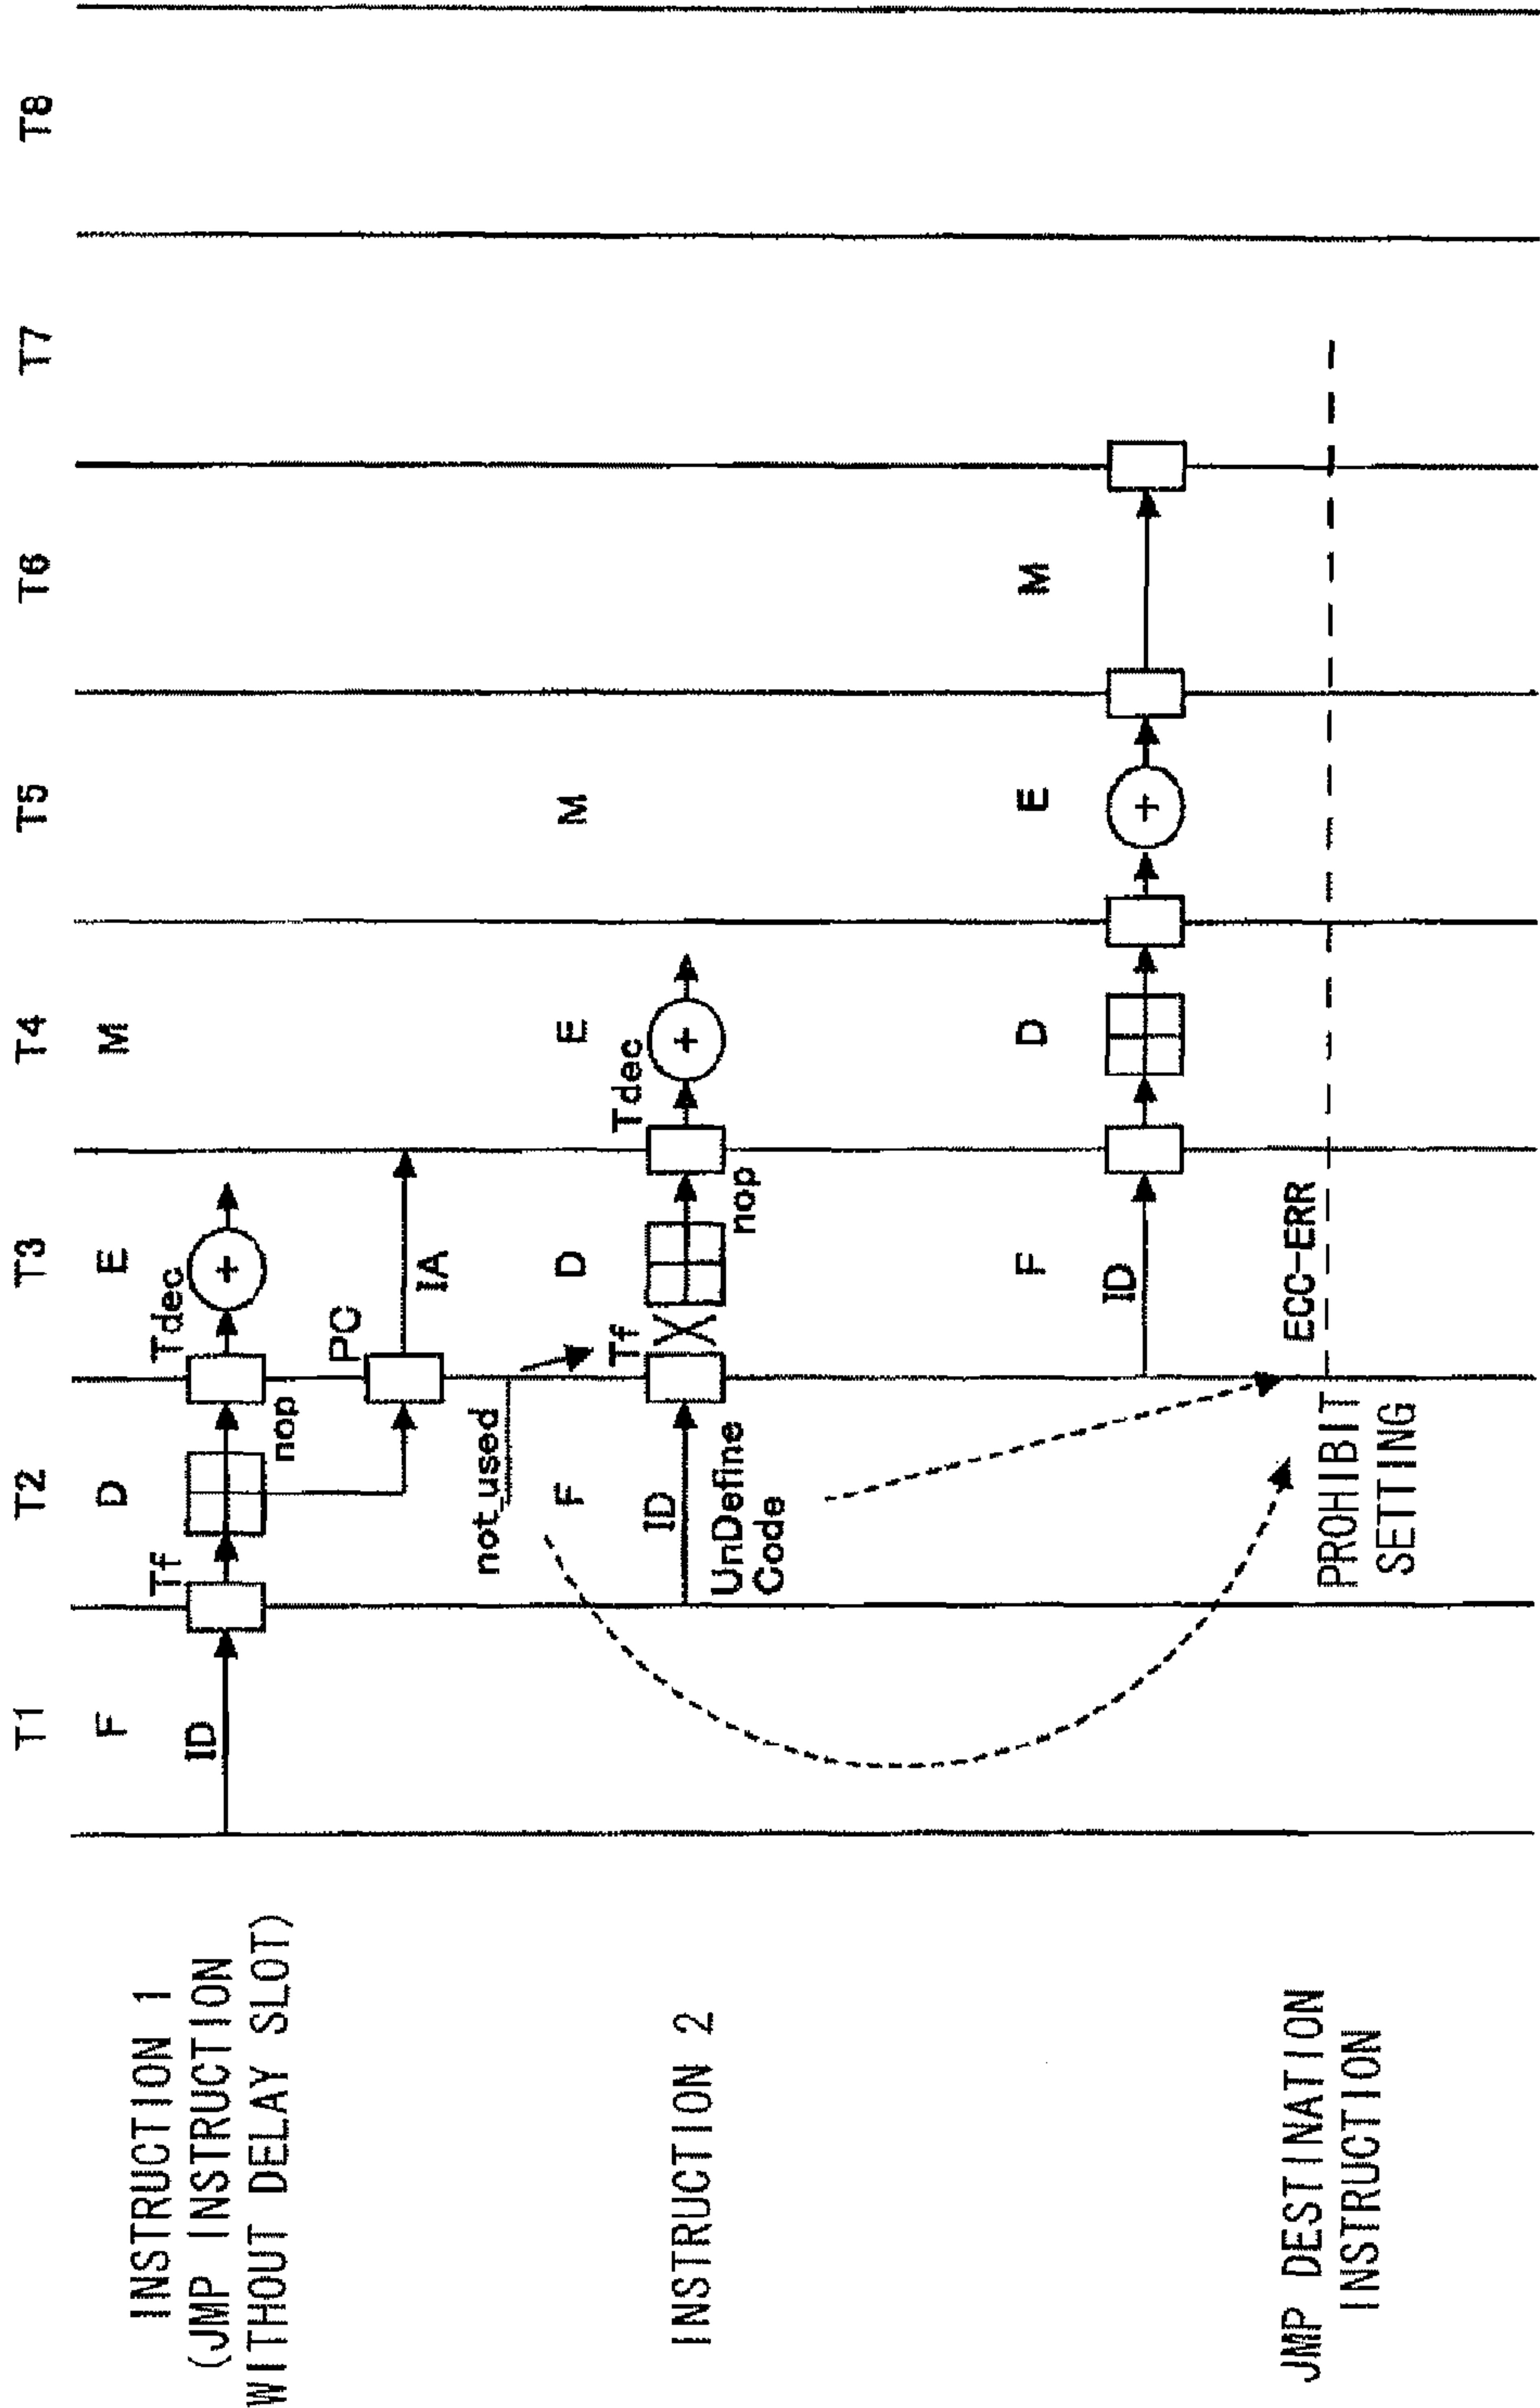 T1 T2 T3 T4 T5 T6 T7 T8
INSTRUCTION 1
(JMP INSTRUCTION
WITHOUT DELAY SLOT)
F D E M
ID Tf Tdec
nop
PC
IA
not_used
INSTRUCTION 2
F D E M
Tf Tdec
ID
nop
UnDefine
Code
F D E M
ID
JMP DESTINATION
INSTRUCTION
ECC-ERR
PROHIBIT
SETTING